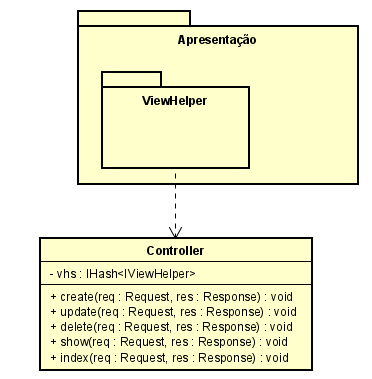 Apresentação
ViewHelper
Controller
- vhs : IHash<IViewHelper>
+ create(req : Request, res : Response) : void
+ update(req : Request, res : Response) : void
+ delete(req : Request, res : Response) : void
+ show(req : Request, res : Response) : void
+ index(req : Request, res : Response) : void